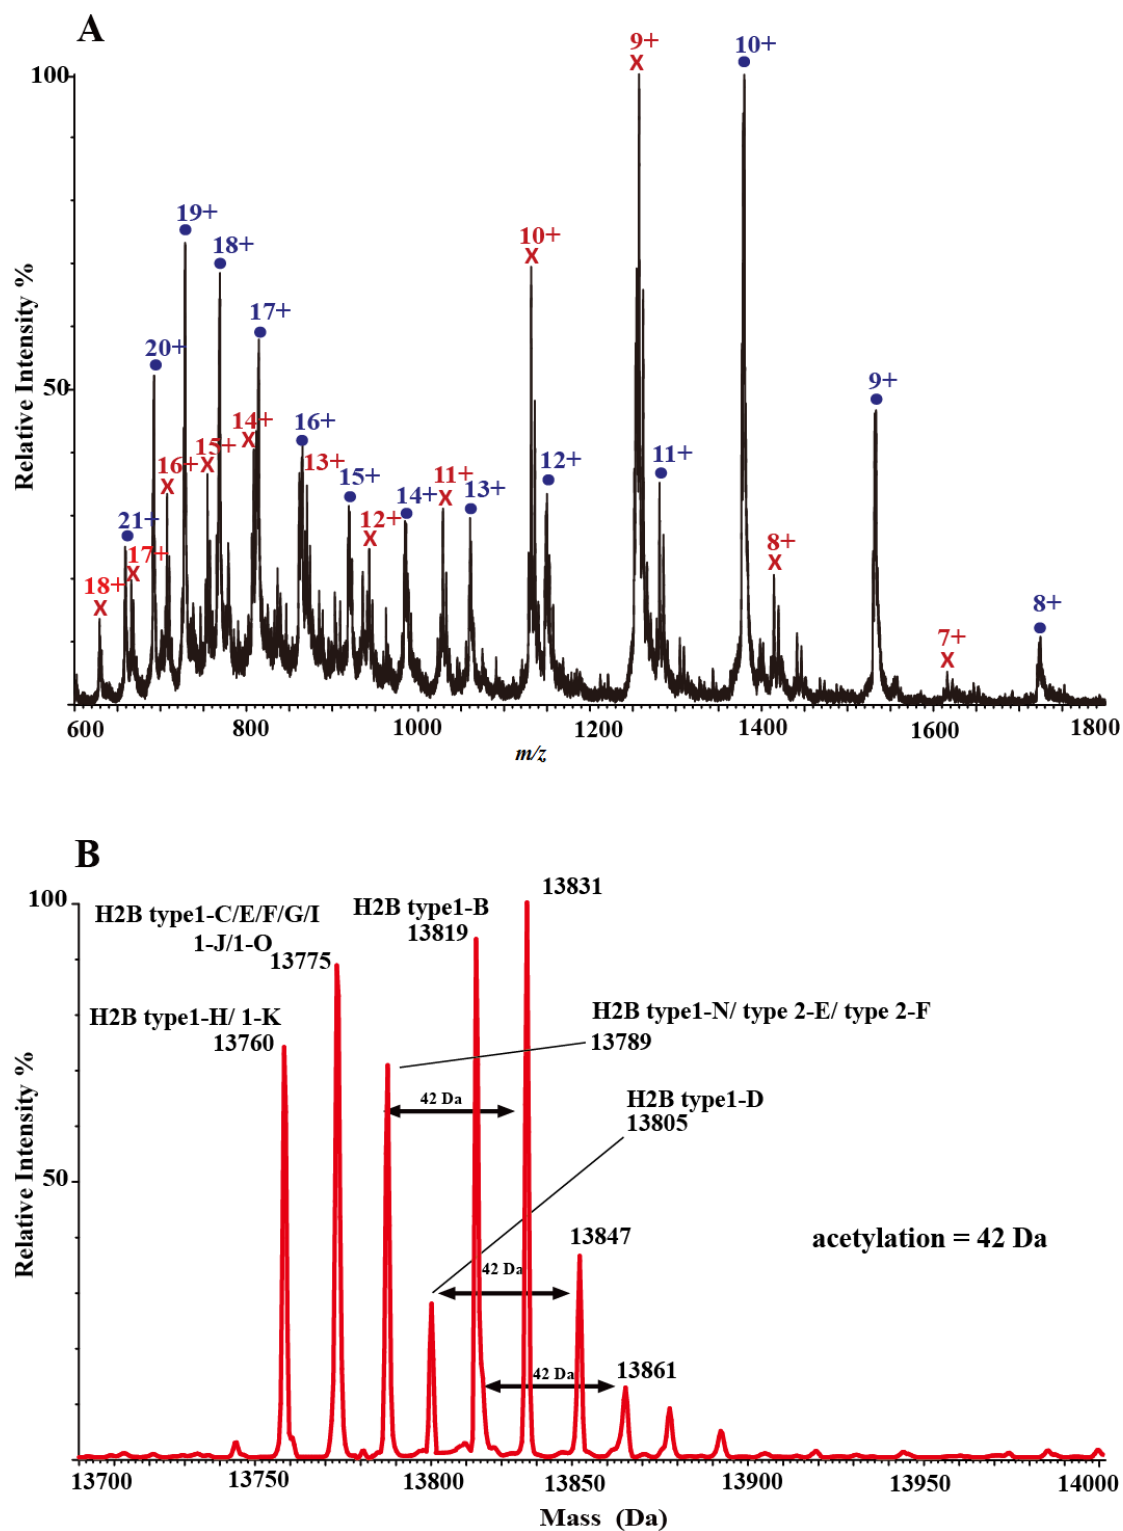 A
9+
X
10+
100
19+
10+
X
18+
17+
20+
Relative Intensity %
50
9+
14+
X
16+
15+
X
13+
12+
11+
16+
X
15+
11+
X
13+
14+
21+
12+
X
17+
X
8+
X
18+
X
8+
7+
X
600
800
1000
1200
1400
1600
1800
m/z
B
13831
100
H2B type1-C/E/F/G/I
H2B type1-B
1-J/1-O
13819
13775
H2B type1-H/ 1-K
13760
H2B type1-N/ type 2-E/ type 2-F
13789
42 Da
H2B type1-D
13805
Relative Intensity %
50
13847
acetylation = 42 Da
42 Da
42 Da
13861
13700
13750
13800
13850
13900
13950
14000
Mass (Da)